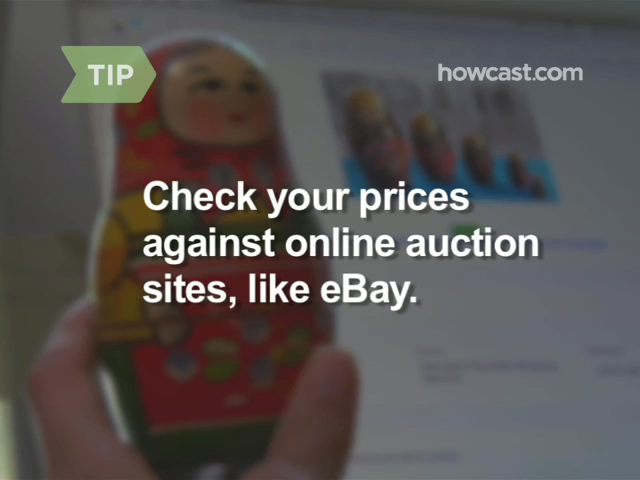 TIP
howcast.com
Check your prices
against online auction
sites, like eBay.